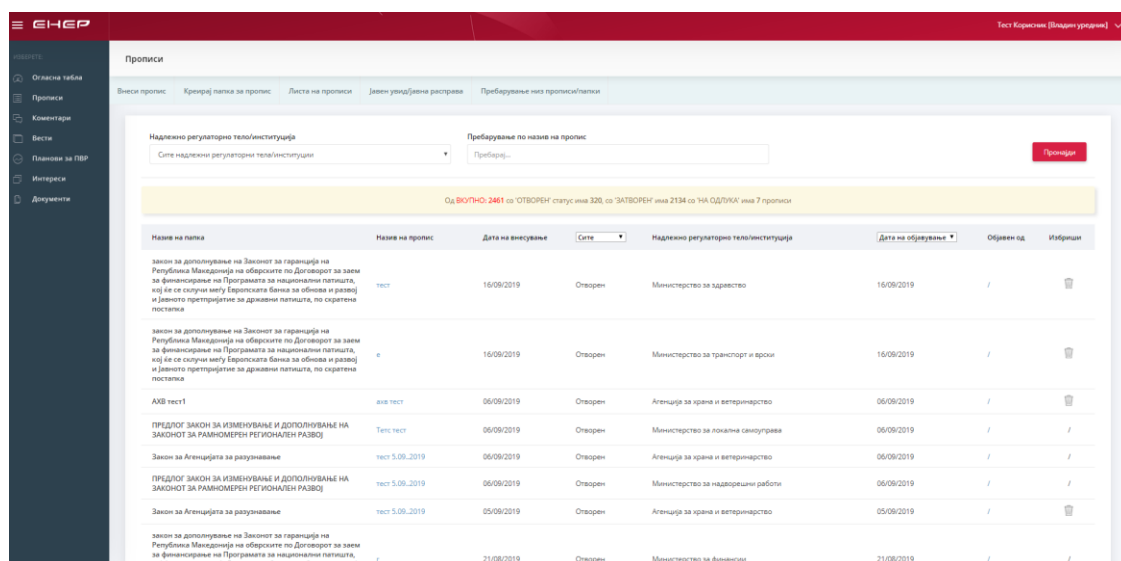 ЕНЕР
Тест Корисник [Владин уредник]
ИЗБЕРЕТЕ
Огласна табла
Прописи
Коментари
Вести
Планови за ПВР
Интереси
Документи
Прописи
Внеси пропис Креирај папка за пропис Листа на прописи Јавен увид/јавна расправа Пребарување низ прописи/папки
Надлежно регулаторно тело/институција Пребарување по назив на пропис
Сите надлежни регулаторни тела/институции Пребарај... Пронајди
Од ВКУПНО: 2461 со 'ОТВОРЕН' статус има 320, со 'ЗАТВОРЕН' има 2134 со 'НА ОДЛУКА' има 7 прописи
Назив на папка Назив на пропис Дата на внесување Сите Надлежно регулаторно тело/институција Дата на објавување Објавен од Избриши
закон за дополнување на Законот за гаранција на
Република Македонија на обврските по Договорот за заем
за финансирање на Програмата за национални патишта,
кој ќе се склучи меѓу Европската банка за обнова и развој
и Јавното претпријатие за државни патишта, по скратена
постапка
тест 16/09/2019 Отворен Министерство за здравство 16/09/2019 /
закон за дополнување на Законот за гаранција на
Република Македонија на обврските по Договорот за заем
за финансирање на Програмата за национални патишта,
кој ќе се склучи меѓу Европската банка за обнова и развој
и Јавното претпријатие за државни патишта, по скратена
постапка
е 16/09/2019 Отворен Министерство за транспорт и врски 16/09/2019 /
АХВ тест1 ахв тест 06/09/2019 Отворен Агенција за храна и ветеринарство 06/09/2019 /
ПРЕДЛОГ ЗАКОН ЗА ИЗМЕНУВАЊЕ И ДОПОЛНУВАЊЕ НА
ЗАКОНОТ ЗА РАМНОМЕРЕН РЕГИОНАЛЕН РАЗВОЈ
Тетс тест 06/09/2019 Отворен Министерство за локална самоуправа 06/09/2019 / /
Закон за Агенцијата за разузнавање тест 5.09..2019 06/09/2019 Отворен Агенција за храна и ветеринарство 06/09/2019 / /
ПРЕДЛОГ ЗАКОН ЗА ИЗМЕНУВАЊЕ И ДОПОЛНУВАЊЕ НА
ЗАКОНОТ ЗА РАМНОМЕРЕН РЕГИОНАЛЕН РАЗВОЈ
тест 5.09..2019 06/09/2019 Отворен Министерство за надворешни работи 06/09/2019 / /
Закон за Агенцијата за разузнавање тест 5.09..2019 05/09/2019 Отворен Агенција за храна и ветеринарство 05/09/2019 /
закон за дополнување на Законот за гаранција на
Република Македонија на обврските по Договорот за заем
за финансирање на Програмата за национални патишта,
/ 21/08/2019 Отворен Министерство за финансии 21/08/2019 / /